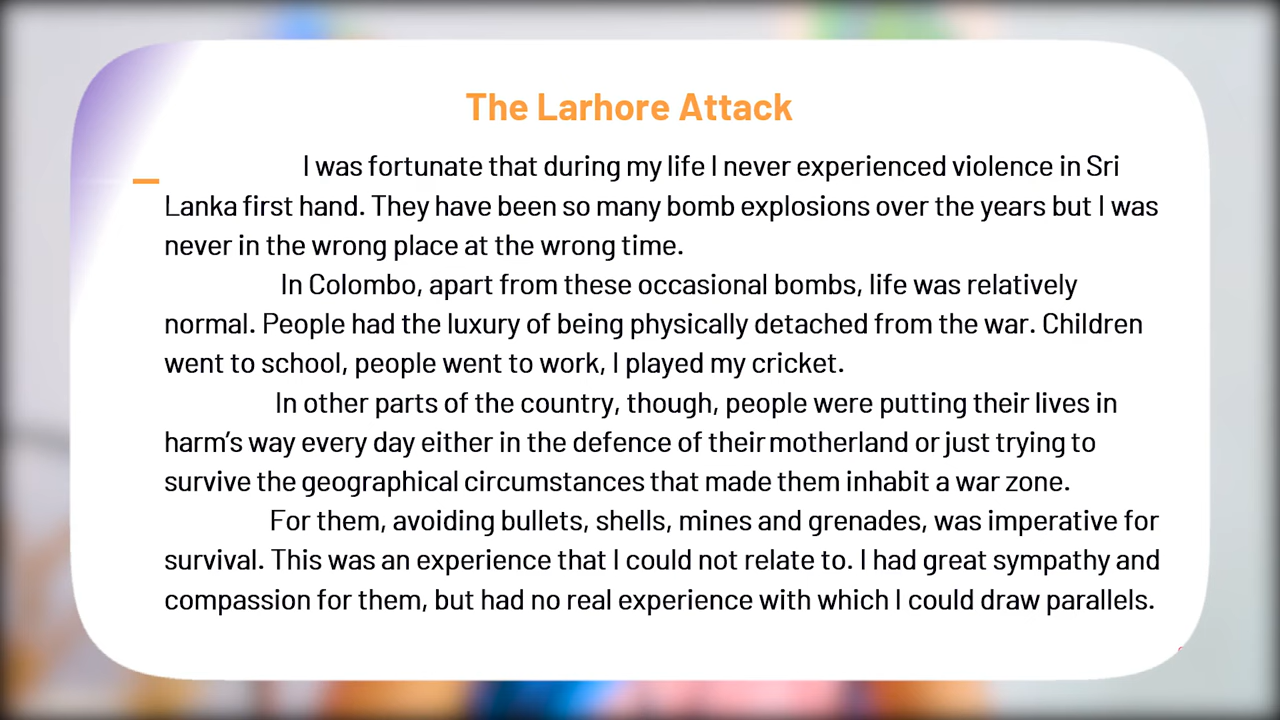 The Larhore Attack
I was fortunate that during my life I never experienced violence in Sri
Lanka first hand. They have been so many bomb explosions over the years but I was
never in the wrong place at the wrong time.
In Colombo, apart from these occasional bombs, life was relatively
normal. People had the luxury of being physically detached from the war. Children
went to school, people went to work, I played my cricket.
In other parts of the country, though, people were putting their lives in
harm's way every day either in the defence of their motherland or just trying to
survive the geographical circumstances that made them inhabit a war zone.
For them, avoiding bullets, shells, mines and grenades, was imperative for
survival. This was an experience that I could not relate to. I had great sympathy and
compassion for them, but had no real experience with which I could draw parallels.